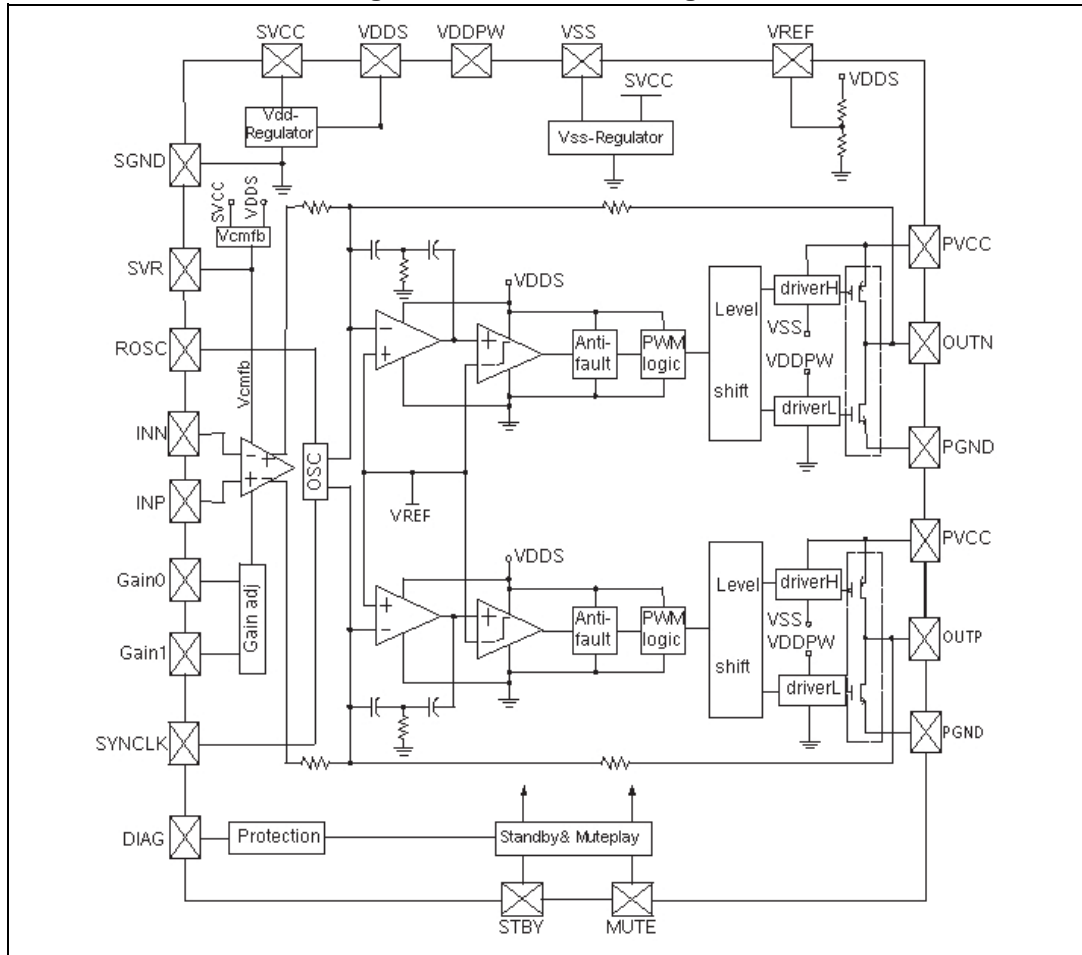 SVCC
VDDS
VDDPW
VSS
VREF
SVCC
VDDS
Vdd-
Regulator
Vss-Regulator
SGND
SVCC
VDDS
Vcmfb
SVR
PVCC
driverH
VDDS
Level
shift
VSS
Anti-
fault
PWM
logic
ROSC
OUTN
VDDPW
Vcmfb
driverL
INN
PGND
OSC
INP
VREF
PVCC
VDDS
Level
shift
driverH
Gain0
Gain adj
Anti-
fault
PWM
logic
VSS
OUTP
VDDPW
Gain1
driverL
SYNCLK
PGND
DIAG
Protection
Standby& Muteplay
STBY
MUTE